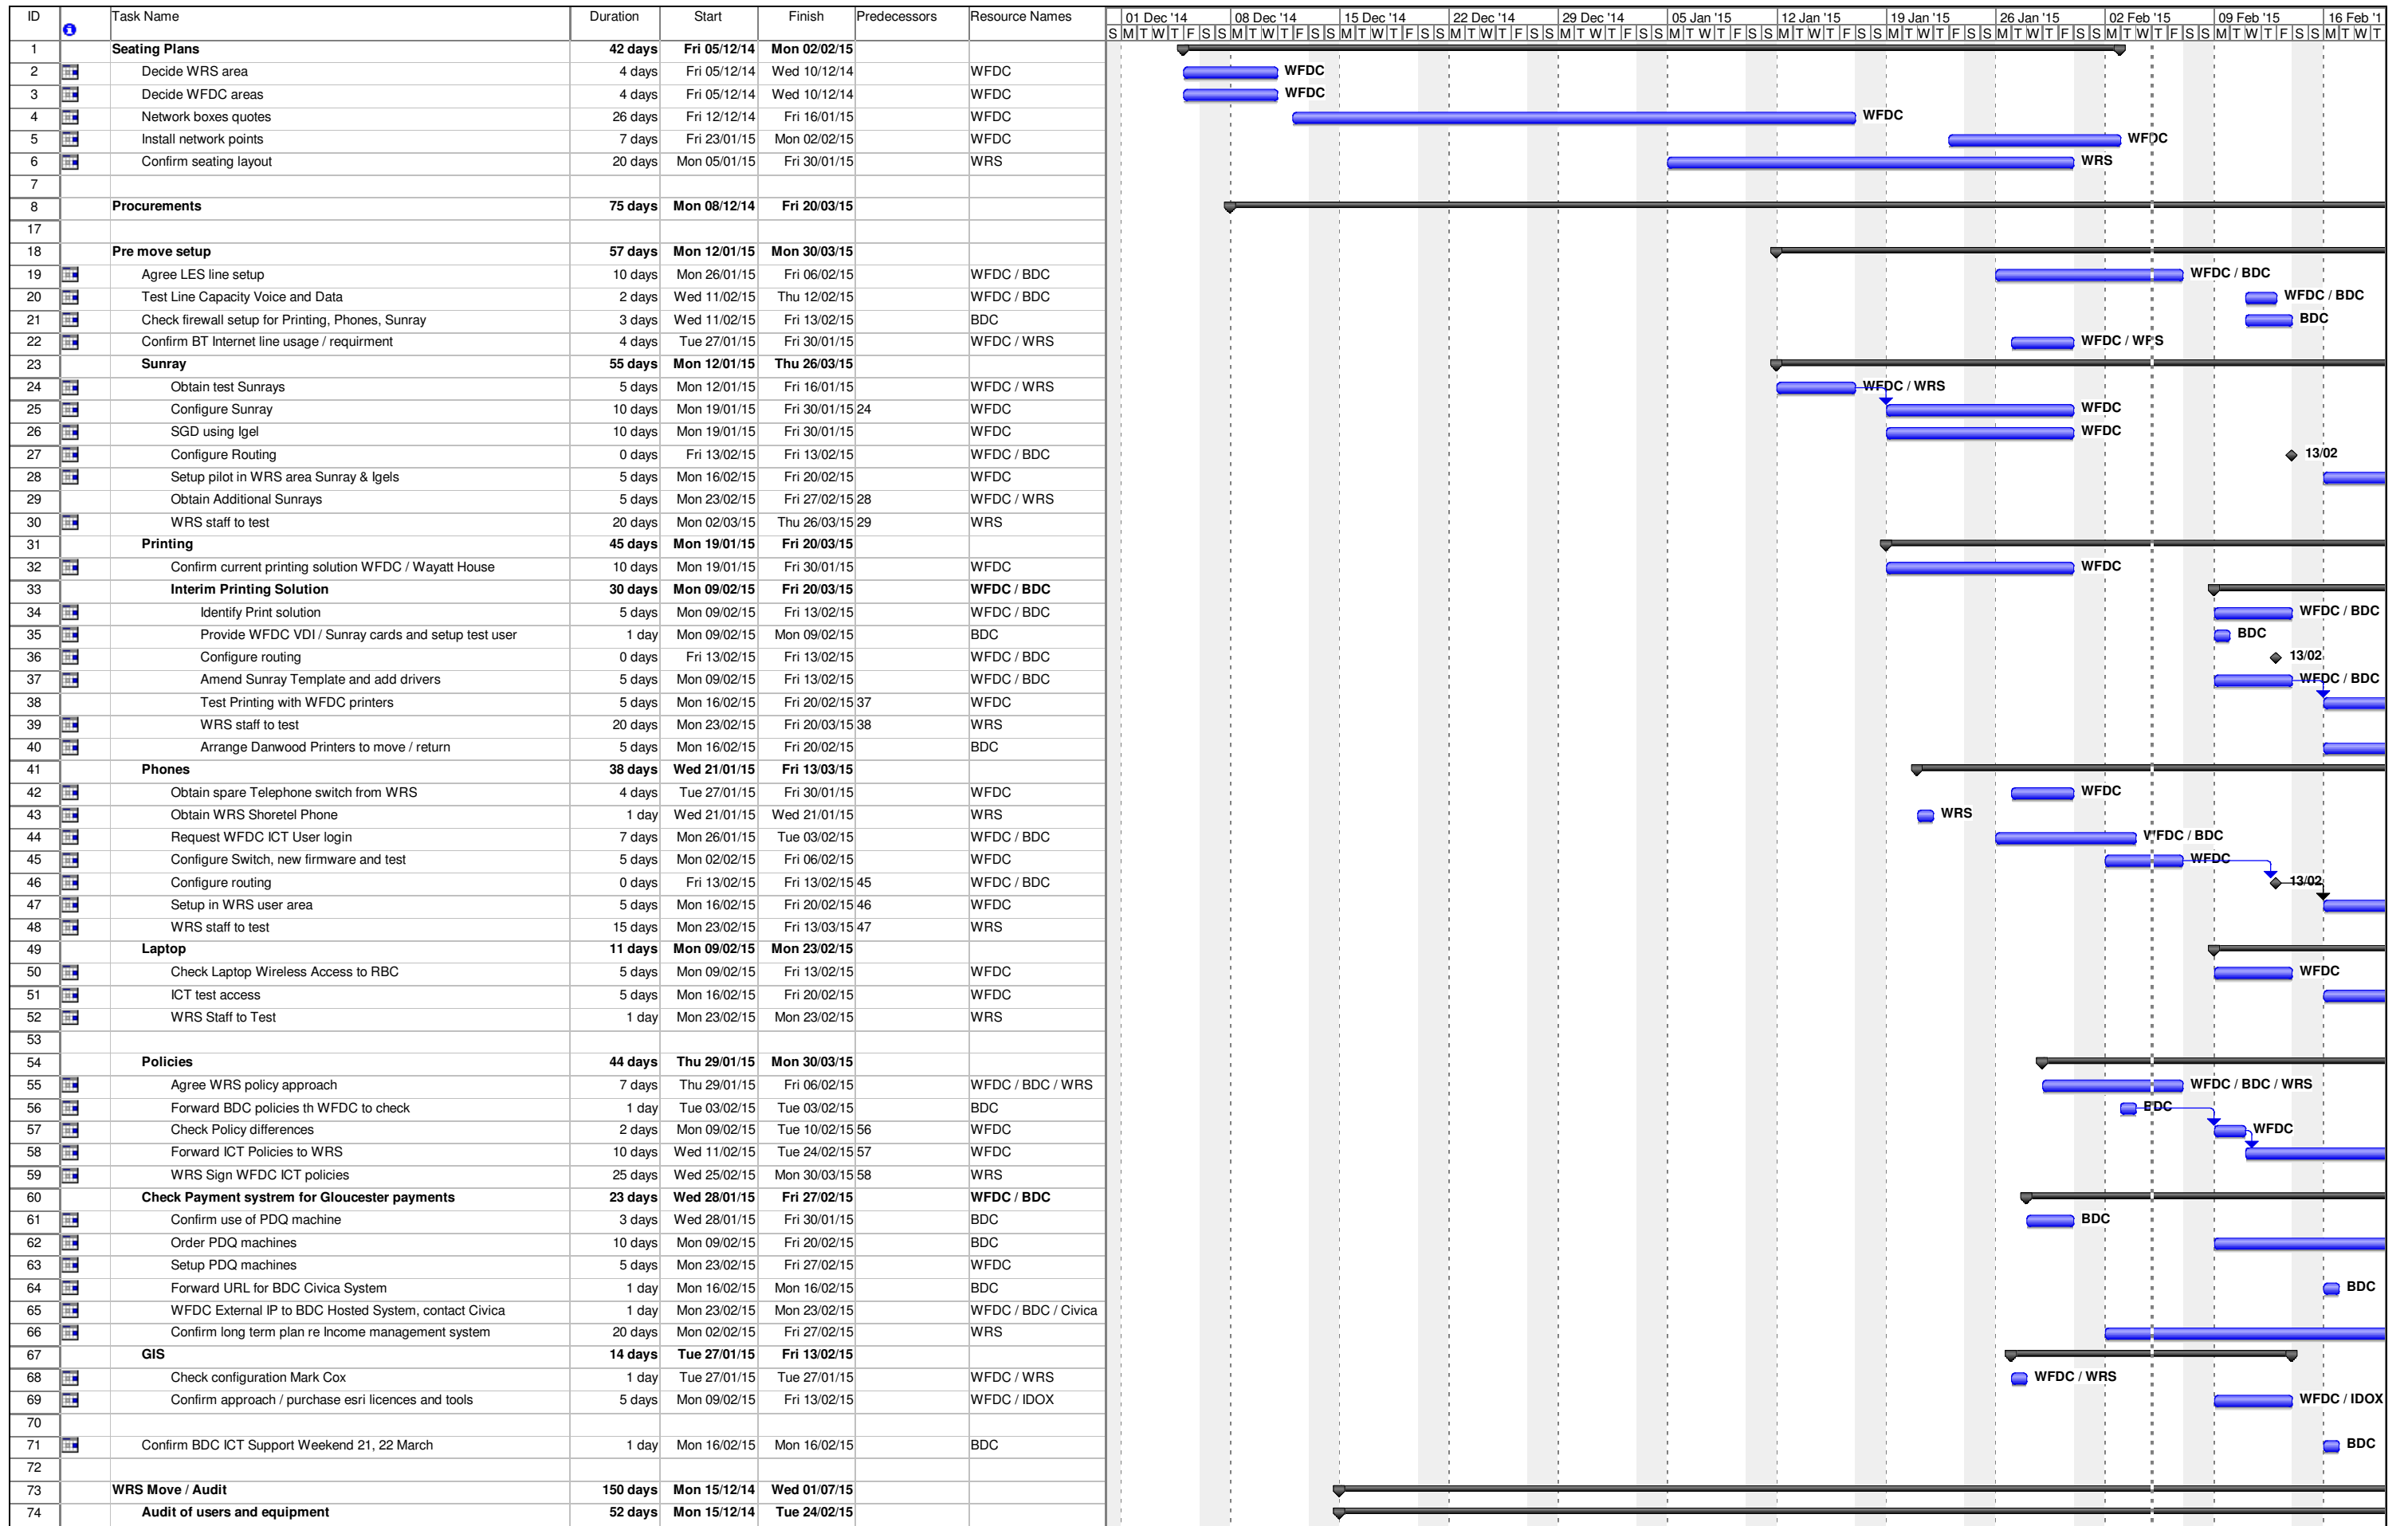 ID Task Name Duration Start Finish Predecessors Resource Names 01 Dec '14 08 Dec '14 15 Dec '14 22 Dec '14 29 Dec '14 05 Jan '15 12 Jan '15 19 Jan '15 26 Jan '15 02 Feb '15 09 Feb '15 16 Feb '1
S M T W T F S S M T W T F S S M T W T F S S M T W T F S S M T W T F S S M T W T F S S M T W T F S S M T W T F S S M T W T F S S M T W T F S S M T W T F S S M T W T
1 Seating Plans 42 days Fri 05/12/14 Mon 02/02/15
2 Decide WRS area 4 days Fri 05/12/14 Wed 10/12/14 WFDC WFDC
3 Decide WFDC areas 4 days Fri 05/12/14 Wed 10/12/14 WFDC WFDC
4 Network boxes quotes 26 days Fri 12/12/14 Fri 16/01/15 WFDC WFDC
5 Install network points 7 days Fri 23/01/15 Mon 02/02/15 WFDC WFDC
6 Confirm seating layout 20 days Mon 05/01/15 Fri 30/01/15 WRS WRS
7
8 Procurements 75 days Mon 08/12/14 Fri 20/03/15
17
18 Pre move setup 57 days Mon 12/01/15 Mon 30/03/15
19 Agree LES line setup 10 days Mon 26/01/15 Fri 06/02/15 WFDC / BDC WFDC / BDC
20 Test Line Capacity Voice and Data 2 days Wed 11/02/15 Thu 12/02/15 WFDC / BDC WFDC / BDC
21 Check firewall setup for Printing, Phones, Sunray 3 days Wed 11/02/15 Fri 13/02/15 BDC BDC
22 Confirm BT Internet line usage / requirment 4 days Tue 27/01/15 Fri 30/01/15 WFDC / WRS WFDC / WRS
23 Sunray 55 days Mon 12/01/15 Thu 26/03/15
24 Obtain test Sunrays 5 days Mon 12/01/15 Fri 16/01/15 WFDC / WRS WFDC / WRS
25 Configure Sunray 10 days Mon 19/01/15 Fri 30/01/15 24 WFDC WFDC
26 SGD using Igel 10 days Mon 19/01/15 Fri 30/01/15 WFDC WFDC
27 Configure Routing 0 days Fri 13/02/15 Fri 13/02/15 WFDC / BDC 13/02
28 Setup pilot in WRS area Sunray & Igels 5 days Mon 16/02/15 Fri 20/02/15 WFDC
29 Obtain Additional Sunrays 5 days Mon 23/02/15 Fri 27/02/15 28 WFDC / WRS
30 WRS staff to test 20 days Mon 02/03/15 Thu 26/03/15 29 WRS
31 Printing 45 days Mon 19/01/15 Fri 20/03/15
32 Confirm current printing solution WFDC / Wayatt House 10 days Mon 19/01/15 Fri 30/01/15 WFDC WFDC
33 Interim Printing Solution 30 days Mon 09/02/15 Fri 20/03/15 WFDC / BDC
34 Identify Print solution 5 days Mon 09/02/15 Fri 13/02/15 WFDC / BDC WFDC / BDC
35 Provide WFDC VDI / Sunray cards and setup test user 1 day Mon 09/02/15 Mon 09/02/15 BDC BDC
36 Configure routing 0 days Fri 13/02/15 Fri 13/02/15 WFDC / BDC 13/02
37 Amend Sunray Template and add drivers 5 days Mon 09/02/15 Fri 13/02/15 WFDC / BDC WFDC / BDC
38 Test Printing with WFDC printers 5 days Mon 16/02/15 Fri 20/02/15 37 WFDC
39 WRS staff to test 20 days Mon 23/02/15 Fri 20/03/15 38 WRS
40 Arrange Danwood Printers to move / return 5 days Mon 16/02/15 Fri 20/02/15 BDC
41 Phones 38 days Wed 21/01/15 Fri 13/03/15
42 Obtain spare Telephone switch from WRS 4 days Tue 27/01/15 Fri 30/01/15 WFDC WFDC
43 Obtain WRS Shoretel Phone 1 day Wed 21/01/15 Wed 21/01/15 WRS WRS
44 Request WFDC ICT User login 7 days Mon 26/01/15 Tue 03/02/15 WFDC / BDC WFDC / BDC
45 Configure Switch, new firmware and test 5 days Mon 02/02/15 Fri 06/02/15 WFDC WFDC
46 Configure routing 0 days Fri 13/02/15 Fri 13/02/15 45 WFDC / BDC 13/02
47 Setup in WRS user area 5 days Mon 16/02/15 Fri 20/02/15 46 WFDC
48 WRS staff to test 15 days Mon 23/02/15 Fri 13/03/15 47 WRS
49 Laptop 11 days Mon 09/02/15 Mon 23/02/15
50 Check Laptop Wireless Access to RBC 5 days Mon 09/02/15 Fri 13/02/15 WFDC WFDC
51 ICT test access 5 days Mon 16/02/15 Fri 20/02/15 WFDC
52 WRS Staff to Test 1 day Mon 23/02/15 Mon 23/02/15 WRS
53
54 Policies 44 days Thu 29/01/15 Mon 30/03/15
55 Agree WRS policy approach 7 days Thu 29/01/15 Fri 06/02/15 WFDC / BDC / WRS WFDC / BDC / WRS
56 Forward BDC policies th WFDC to check 1 day Tue 03/02/15 Tue 03/02/15 BDC BDC
57 Check Policy differences 2 days Mon 09/02/15 Tue 10/02/15 56 WFDC WFDC
58 Forward ICT Policies to WRS 10 days Wed 11/02/15 Tue 24/02/15 57 WFDC
59 WRS Sign WFDC ICT policies 25 days Wed 25/02/15 Mon 30/03/15 58 WRS
60 Check Payment systrem for Gloucester payments 23 days Wed 28/01/15 Fri 27/02/15 WFDC / BDC
61 Confirm use of PDQ machine 3 days Wed 28/01/15 Fri 30/01/15 BDC BDC
62 Order PDQ machines 10 days Mon 09/02/15 Fri 20/02/15 BDC
63 Setup PDQ machines 5 days Mon 23/02/15 Fri 27/02/15 WFDC
64 Forward URL for BDC Civica System 1 day Mon 16/02/15 Mon 16/02/15 BDC BDC
65 WFDC External IP to BDC Hosted System, contact Civica 1 day Mon 23/02/15 Mon 23/02/15 WFDC / BDC / Civica
66 Confirm long term plan re Income management system 20 days Mon 02/02/15 Fri 27/02/15 WRS
67 GIS 14 days Tue 27/01/15 Fri 13/02/15
68 Check configuration Mark Cox 1 day Tue 27/01/15 Tue 27/01/15 WFDC / WRS WFDC / WRS
69 Confirm approach / purchase esri licences and tools 5 days Mon 09/02/15 Fri 13/02/15 WFDC / IDOX WFDC / IDOX
70
71 Confirm BDC ICT Support Weekend 21, 22 March 1 day Mon 16/02/15 Mon 16/02/15 BDC BDC
72
73 WRS Move / Audit 150 days Mon 15/12/14 Wed 01/07/15
74 Audit of users and equipment 52 days Mon 15/12/14 Tue 24/02/15